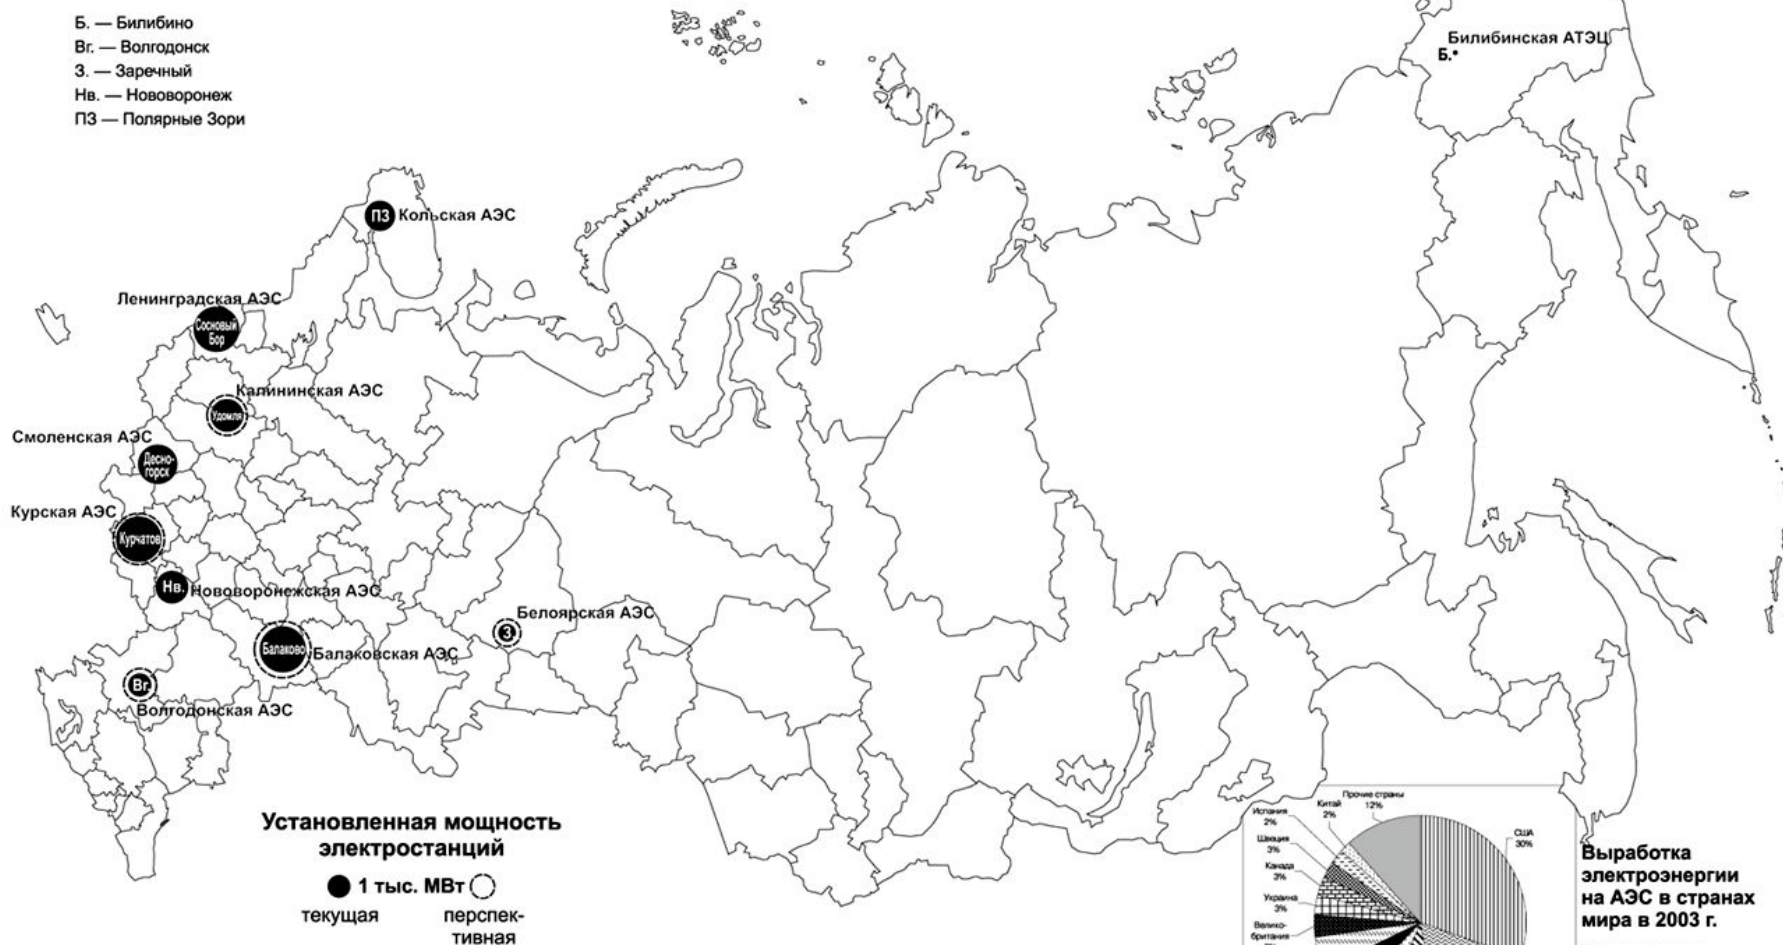 Б. — Билибино
Вг. — Волгодонск
З. — Заречный
Нв. — Нововоронеж
ПЗ — Полярные Зори
Билибинская АТЭЦ
Б.
ПЗ Кольская АЭС
Ленинградская АЭС
Сосновый
Бор
Калининская АЭС
Удомля
Смоленская АЭС
Десно-
горск
Курская АЭС
Курчатов
Нв. Нововоронежская АЭС
Белоярская АЭС
З
Балаково Балаковская АЭС
Вг.
Волгодонская АЭС
Установленная мощность
электростанций
1 тыс. МВт
текущая
перспек-
тивная
Прочие страны
12%
Китай
2%
Испания
2%
Швеция
3%
Канада
3%
Украина
3%
Велико-
британия
США
30%
Выработка
электроэнергии
на АЭС в странах
мира в 2003 г.